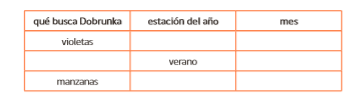 qué busca Dobrunka estación del año mes
violetas
verano
manzanas